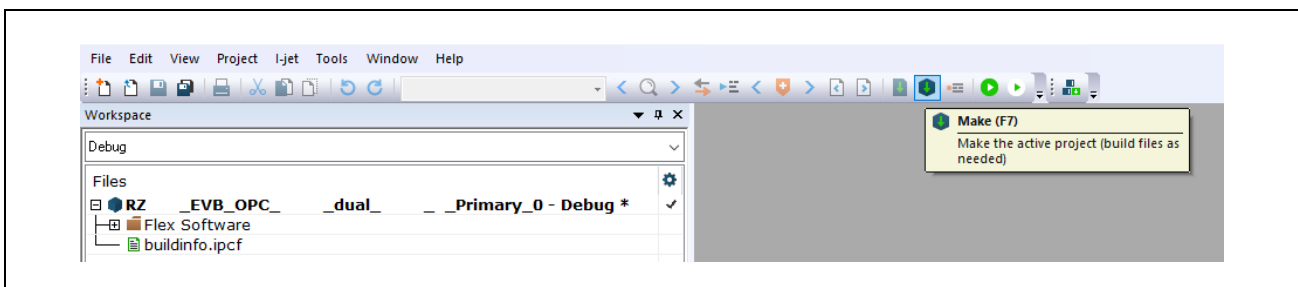 File Edit View Project I-jet Tools Window Help
Workspace
Debug
Files
RZ _EVB_OPC_ _dual_ _ _Primary_0 - Debug *
Flex Software
buildinfo.ipcf
Make (F7)
Make the active project (build files as
needed)